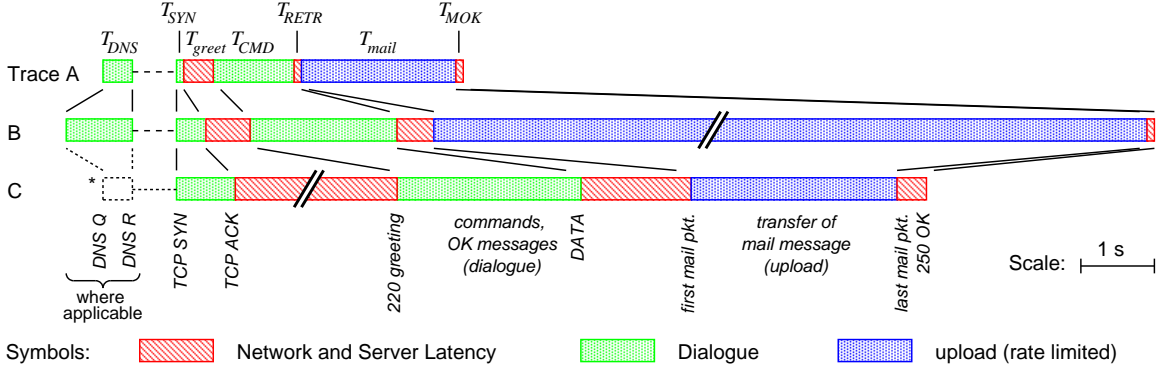 T_SYN T_RETR T_MOK
T_DNS T_greet T_CMD T_mail
Trace A
B
C
*
DNS Q
DNS R
TCP SYN
TCP ACK
220 greeting
commands,
OK messages
(dialogue)
DATA
first mail pkt.
transfer of
mail message
(upload)
last mail pkt.
250 OK
where
applicable
Scale: 1 s
Symbols: Network and Server Latency Dialogue upload (rate limited)